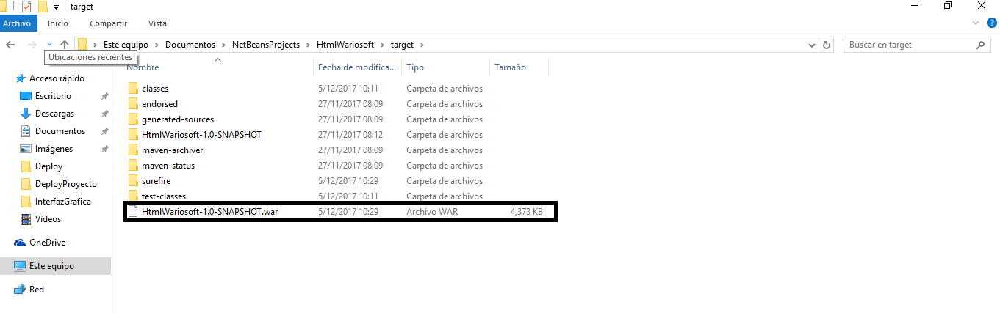 target
Archivo Inicio Compartir Vista
Este equipo Documentos NetBeansProjects HtmlWariosoft target Buscar en target
Ubicaciones recientes
Nombre Fecha de modifica... Tipo Tamaño
Acceso rápido
Escritorio
Descargas
Documentos
Imágenes
Deploy
DeployProyecto
InterfazGrafica
Vídeos
OneDrive
Este equipo
Red
classes 5/12/2017 10:11 Carpeta de archivos
endorsed 27/11/2017 08:09 Carpeta de archivos
generated-sources 27/11/2017 08:09 Carpeta de archivos
HtmlWariosoft-1.0-SNAPSHOT 27/11/2017 08:12 Carpeta de archivos
maven-archiver 27/11/2017 08:09 Carpeta de archivos
maven-status 27/11/2017 08:09 Carpeta de archivos
surefire 5/12/2017 10:29 Carpeta de archivos
test-classes 5/12/2017 10:11 Carpeta de archivos
HtmlWariosoft-1.0-SNAPSHOT.war 5/12/2017 10:29 Archivo WAR 4,373 KB